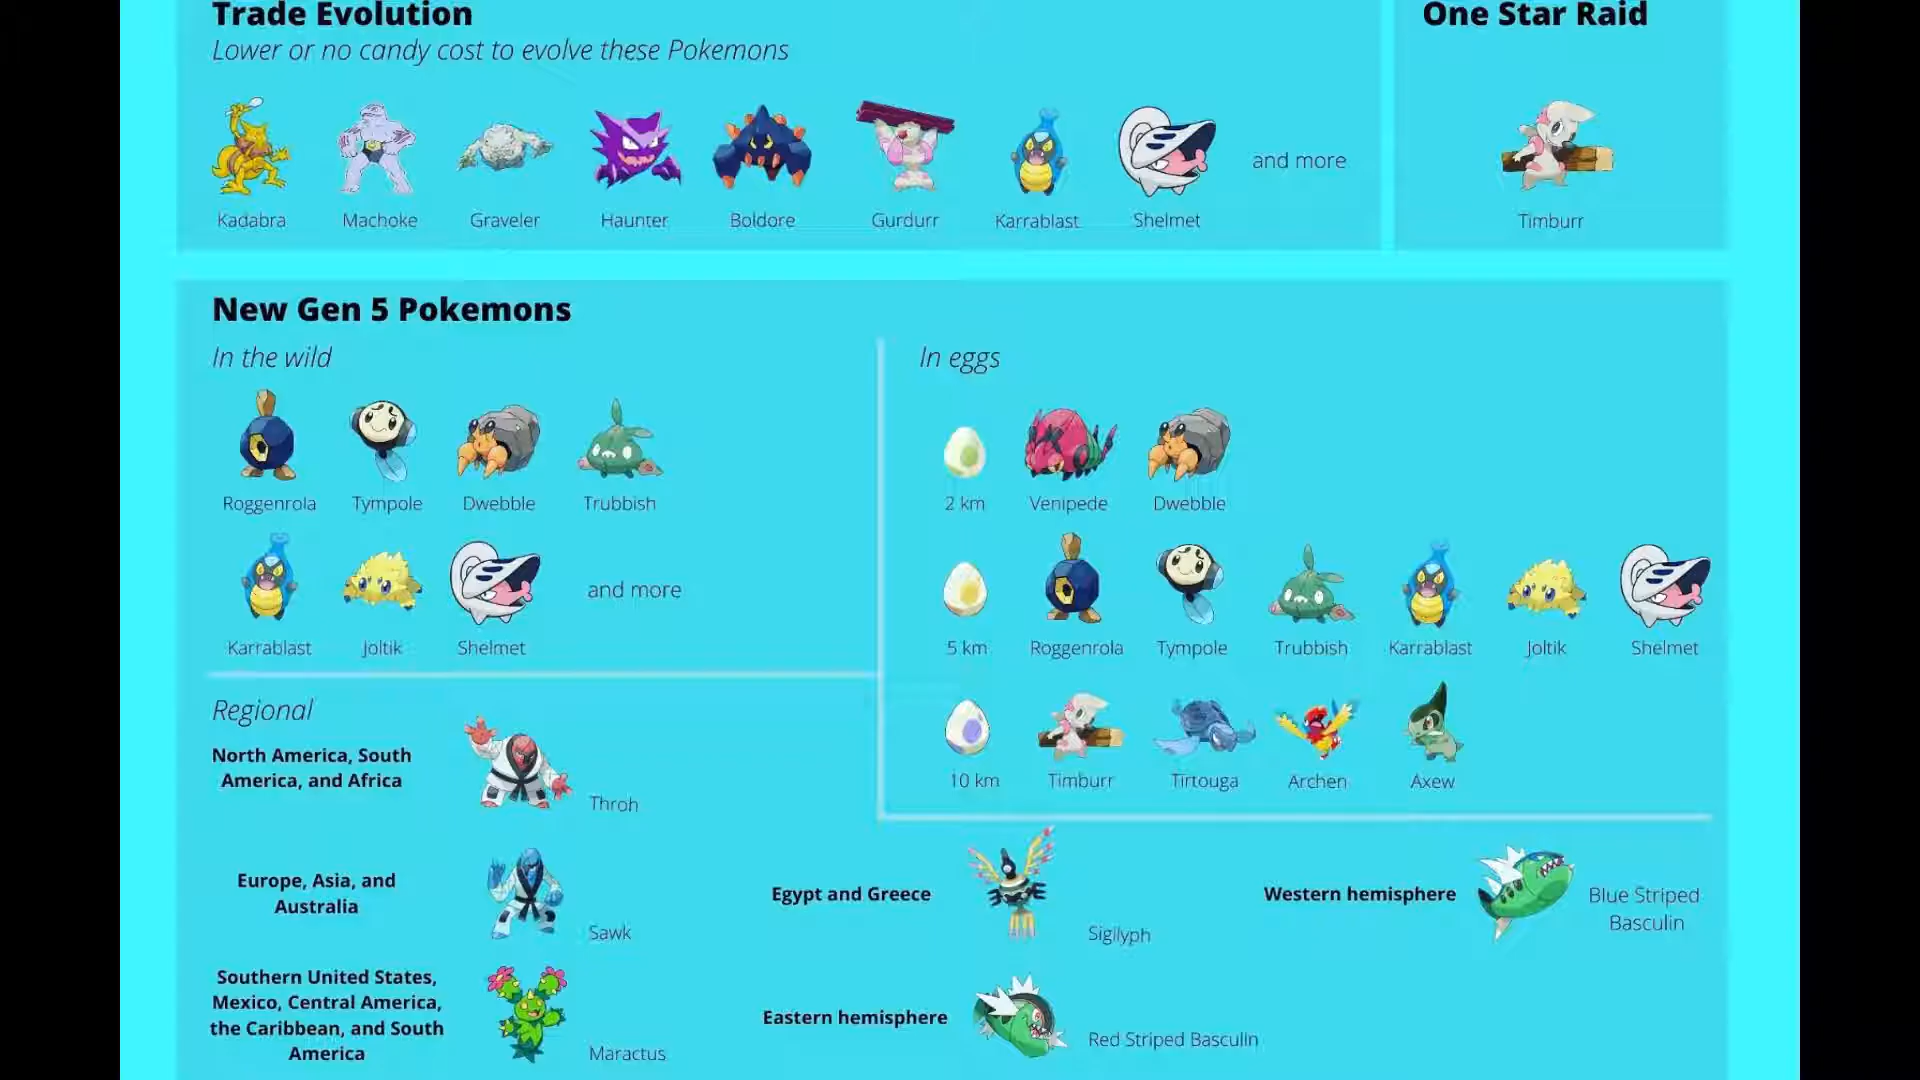 Trade Evolution
Lower or no candy cost to evolve these Pokemons
Kadabra
Machoke
Graveler
Haunter
Boldore
Gurdurr
Karrablast
Shelmet
and more
One Star Raid
Timburr
New Gen 5 Pokemons
In the wild
Roggenrola
Tympole
Dwebble
Trubbish
Karrablast
Joltik
Shelmet
and more
In eggs
2 km
Venipede
Dwebble
5 km
Roggenrola
Tympole
Trubbish
Karrablast
Joltik
Shelmet
10 km
Timburr
Tirtouga
Archen
Axew
Regional
North America, South
America, and Africa
Throh
Europe, Asia, and
Australia
Sawk
Egypt and Greece
Sigilyph
Western hemisphere
Blue Striped
Basculin
Southern United States,
Mexico, Central America,
the Caribbean, and South
America
Maractus
Eastern hemisphere
Red Striped Basculin